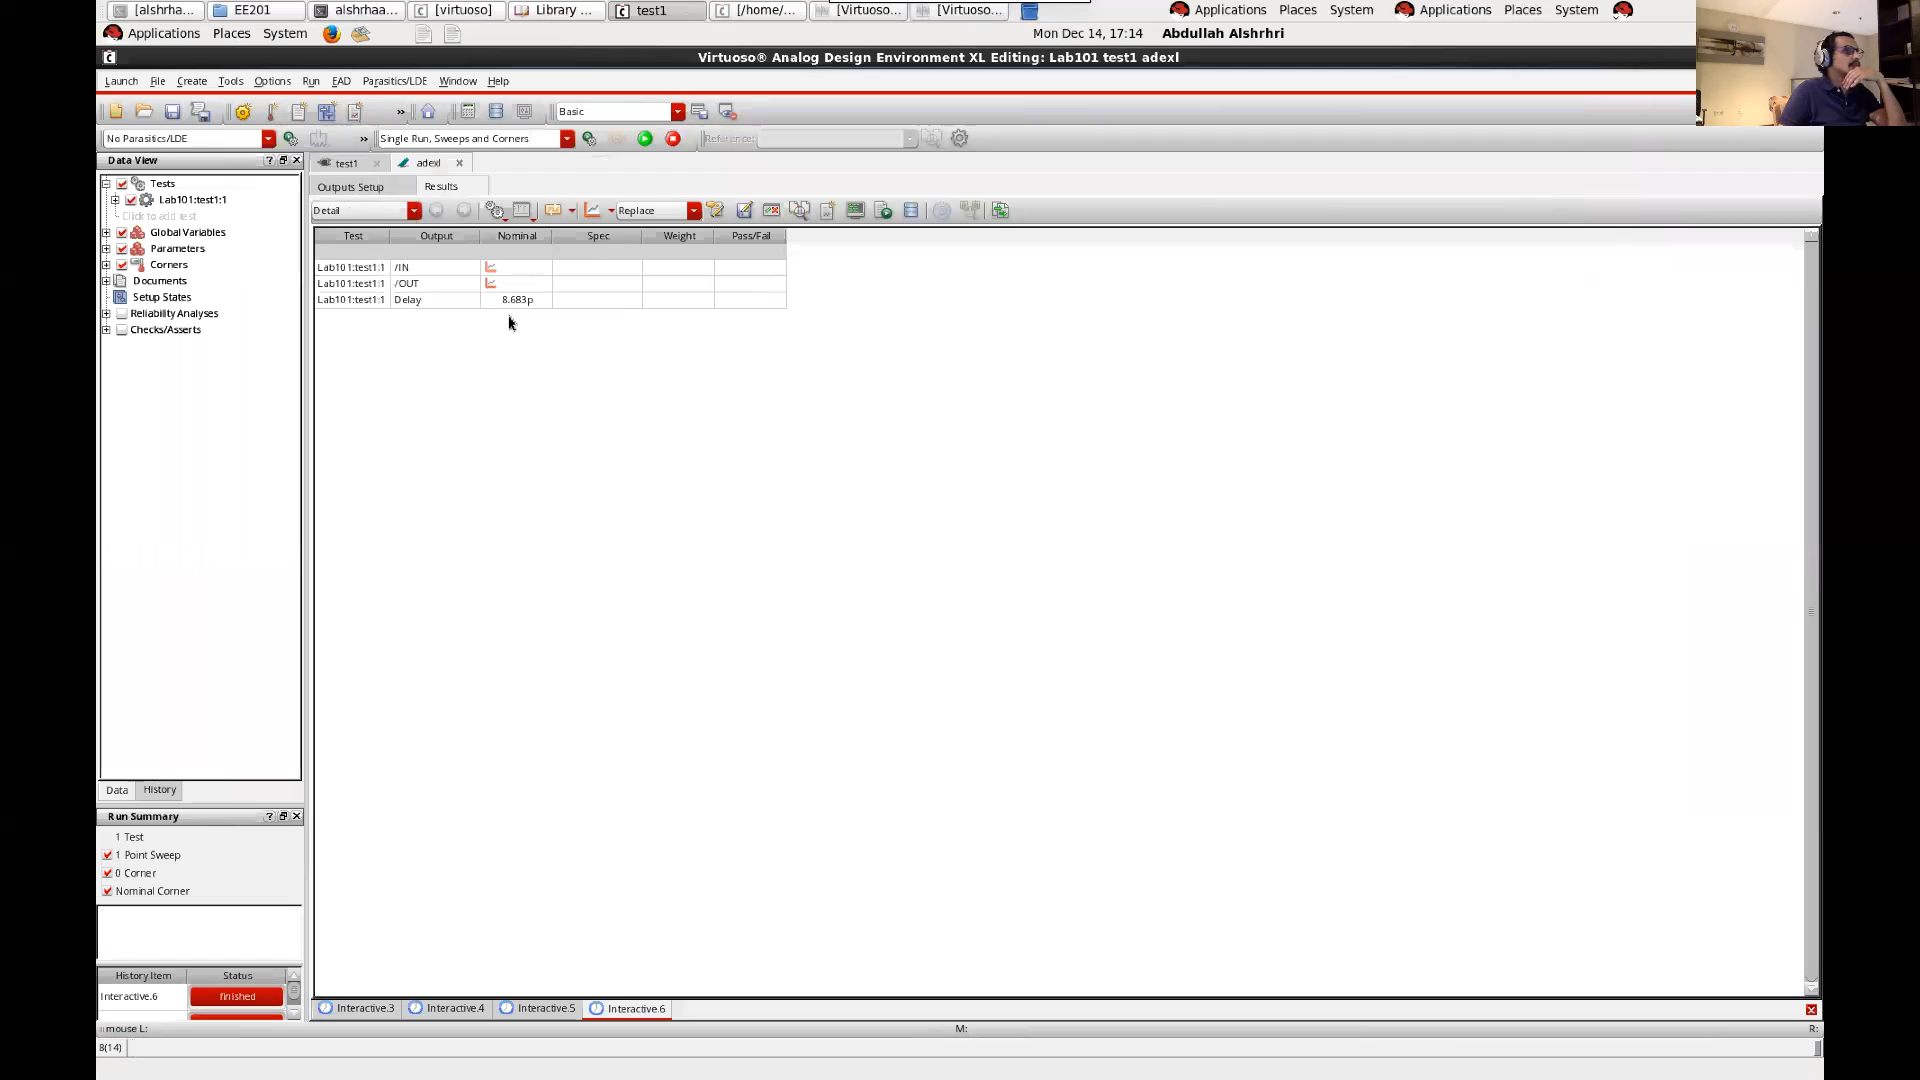 [alshrha... EE201 alshrhaa... [virtuoso] Library ... test1 [/home/... [Virtuoso... [Virtuoso... Applications Places System Applications Places System
Applications Places System Mon Dec 14, 17:14 Abdullah Alshrhri
Virtuoso® Analog Design Environment XL Editing: Lab101 test1 adexl
Launch File Create Tools Options Run EAD Parasitics/LDE Window Help
» Basic
No Parasitics/LDE » Single Run, Sweeps and Corners Reference:
Data View ? test1 adexl
Tests
Outputs Setup Results
Lab101:test1:1
Click to add test
Detail Replace
Global Variables
Parameters
Corners
Documents
Setup States
Reliability Analyses
Checks/Asserts
Test Output Nominal Spec Weight Pass/Fail
Lab101:test1:1 /IN
Lab101:test1:1 /OUT
Lab101:test1:1 Delay 8.683p
Data History
Run Summary ?
1 Test
1 Point Sweep
0 Corner
Nominal Corner
History Item Status
Interactive.6 finished
Interactive.3 Interactive.4 Interactive.5 Interactive.6
mouse L: M: R:
8(14)